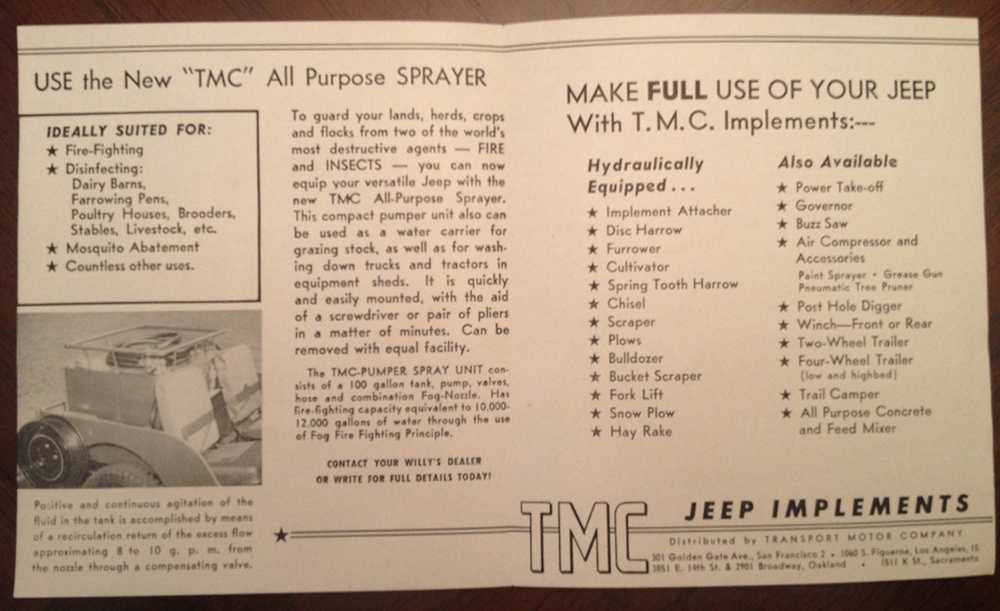 USE the New "TMC" All Purpose SPRAYER
IDEALLY SUITED FOR:
★ Fire-Fighting
★ Disinfecting:
Dairy Barns,
Farrowing Pens,
Poultry Houses, Brooders,
Stables, Livestock, etc.
★ Mosquito Abatement
★ Countless other uses.
Positive and continuous agitation of the
fluid in the tank is accomplished by means
of a recirculation return of the excess flow
approximating 8 to 10 g. p. m. from
the nozzle through a compensating valve.
To guard your lands, herds, crops
and flocks from two of the world's
most destructive agents — FIRE
and INSECTS — you can now
equip your versatile Jeep with the
new TMC All-Purpose Sprayer.
This compact pumper unit also can
be used as a water carrier for
grazing stock, as well as for wash-
ing down trucks and tractors in
equipment sheds. It is quickly
and easily mounted, with the aid
of a screwdriver or pair of pliers
in a matter of minutes. Can be
removed with equal facility.
The TMC-PUMPER SPRAY UNIT con-
sists of a 100 gallon tank, pump, valves,
hose and combination Fog-Nozzle. Has
fire-fighting capacity equivalent to 10,000-
12,000 gallons of water through the use
of Fog Fire Fighting Principle.
CONTACT YOUR WILLY'S DEALER
OR WRITE FOR FULL DETAILS TODAY!
MAKE FULL USE OF YOUR JEEP
With T.M.C. Implements:---
Hydraulically
Equipped . . .
★ Implement Attacher
★ Disc Harrow
★ Furrower
★ Cultivator
★ Spring Tooth Harrow
★ Chisel
★ Scraper
★ Plows
★ Bulldozer
★ Bucket Scraper
★ Fork Lift
★ Snow Plow
★ Hay Rake
Also Available
★ Power Take-off
★ Governor
★ Buzz Saw
★ Air Compressor and
Accessories
Paint Sprayer • Grease Gun
Pneumatic Tree Pruner
★ Post Hole Digger
★ Winch—Front or Rear
★ Two-Wheel Trailer
★ Four-Wheel Trailer
(low and highbed)
★ Trail Camper
★ All Purpose Concrete
and Feed Mixer
TMC JEEP IMPLEMENTS
Distributed by TRANSPORT MOTOR COMPANY
301 Golden Gate Ave., San Francisco 2 • 1060 S. Figueroa, Los Angeles, 15
3851 E. 14th St. & 2901 Broadway, Oakland • 1511 K St., Sacramento